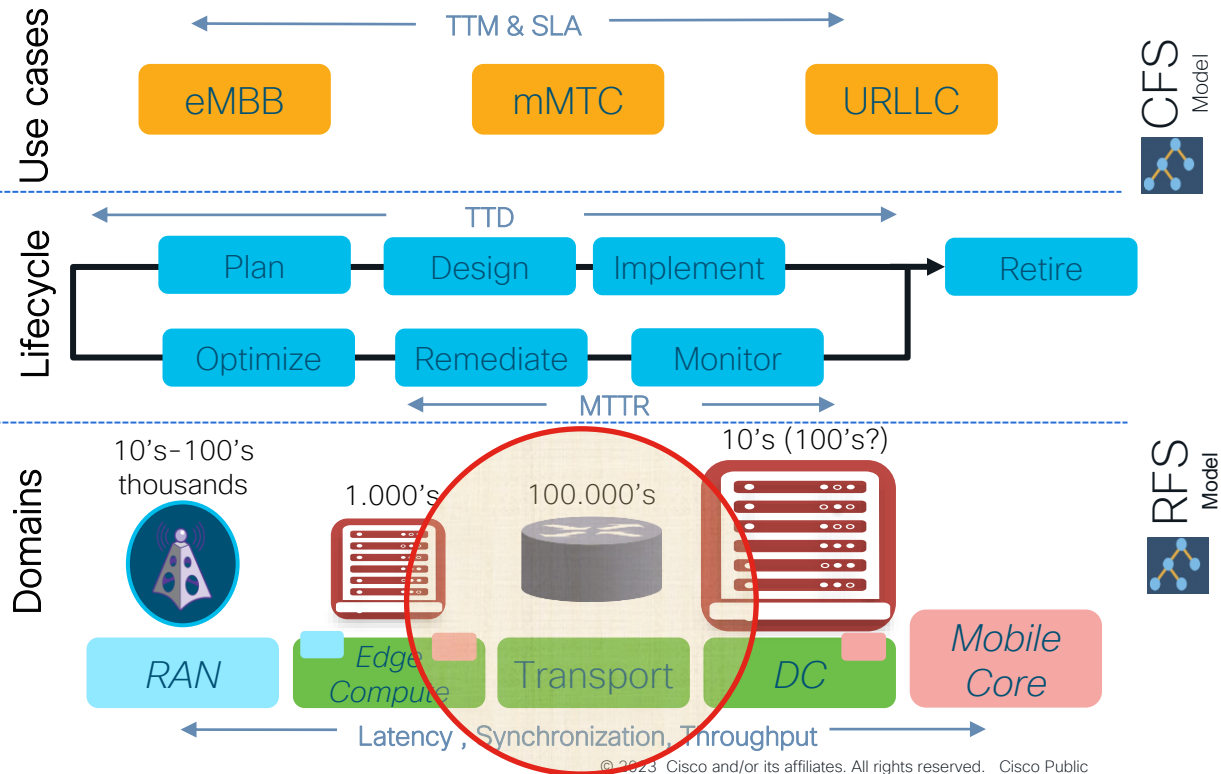 Use cases
TTM & SLA
eMBB
mMTC
URLLC
CFS
Model
Lifecycle
TTD
Plan
Design
Implement
Retire
Optimize
Remediate
Monitor
MTTR
Domains
10's-100's
thousands
1.000's
100.000's
10's (100's?)
RFS
Model
RAN
Edge
Compute
Transport
DC
Mobile
Core
Latency , Synchronization, Throughput
© 2023 Cisco and/or its affiliates. All rights reserved. Cisco Public